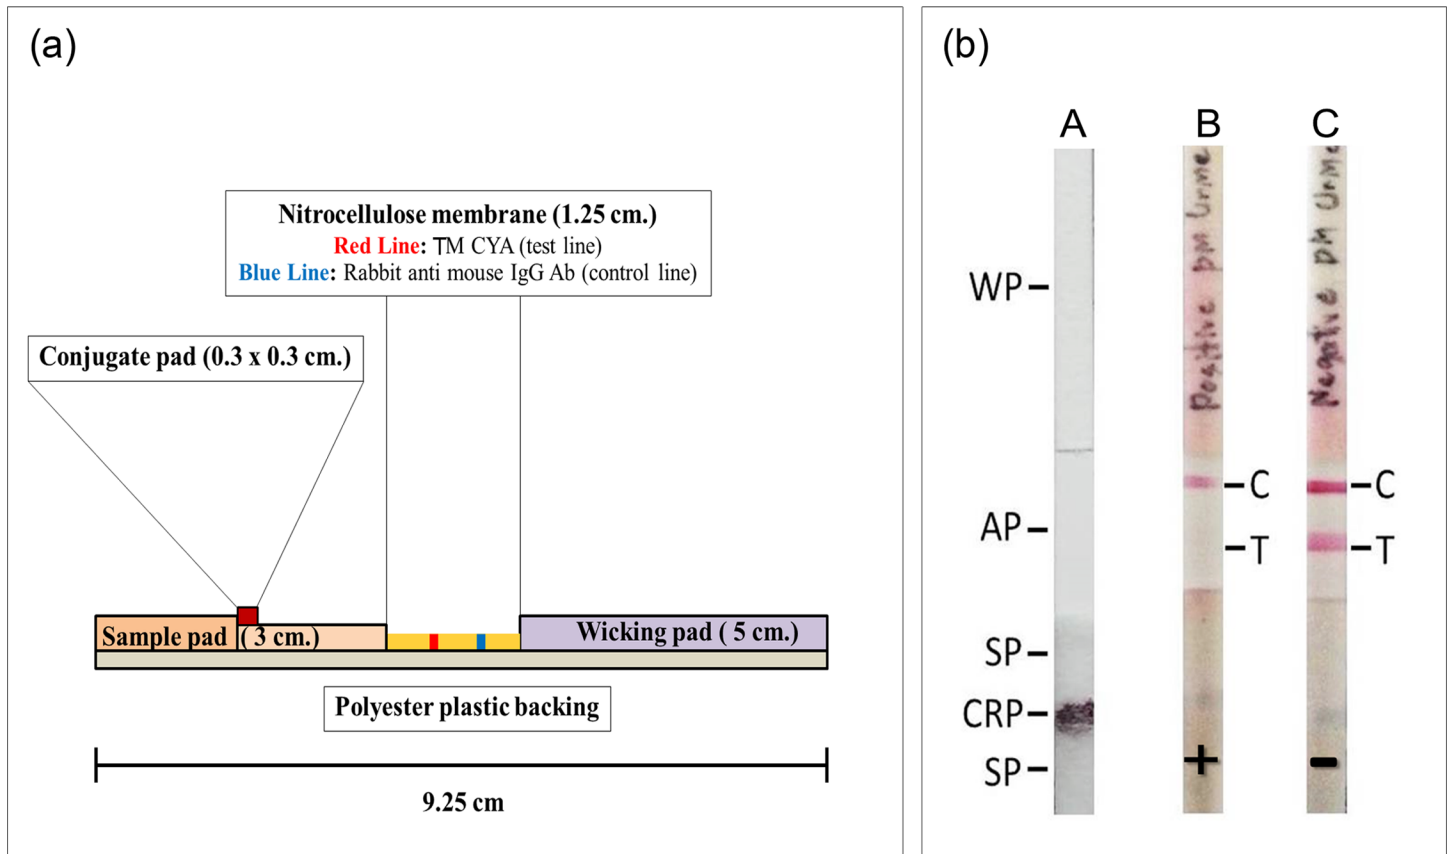 (a)
Nitrocellulose membrane (1.25 cm.)
Red Line: TM CYA (test line)
Blue Line: Rabbit anti mouse IgG Ab (control line)
Conjugate pad (0.3 x 0.3 cm.)
Sample pad ( 3 cm.)
Wicking pad ( 5 cm.)
Polyester plastic backing
9.25 cm
(b)
A
B
C
Positive pM Urine
Negative pM Urine
WP
AP
SP
CRP
SP
C
T
C
T
+
-